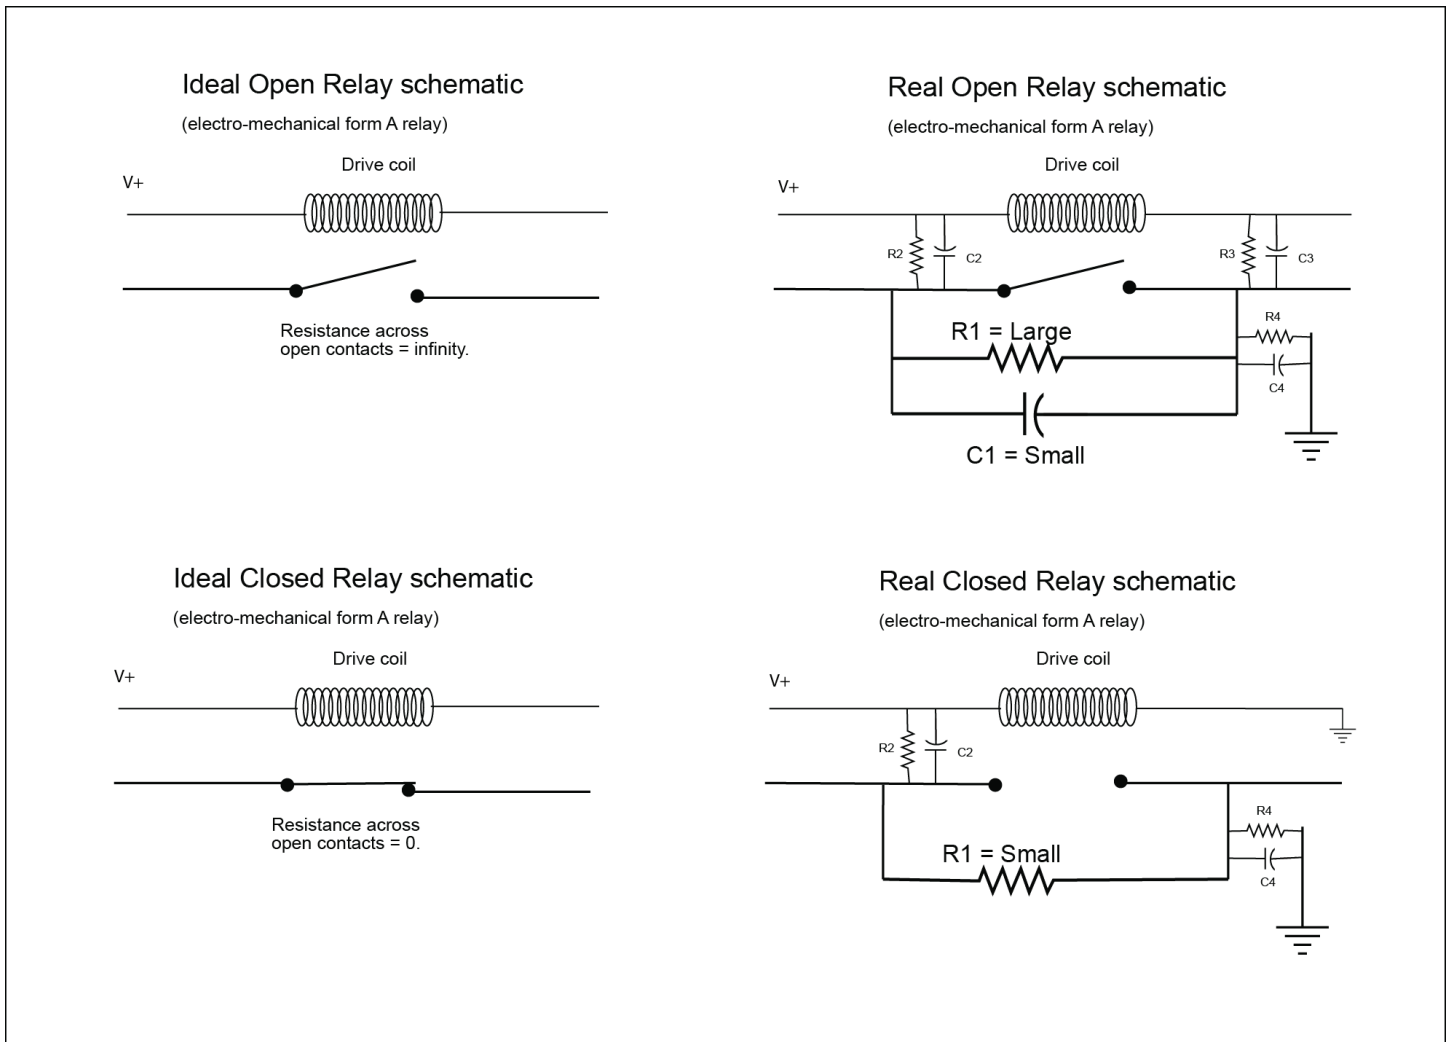 Ideal Open Relay schematic
(electro-mechanical form A relay)
Drive coil
V+
Resistance across
open contacts = infinity.
Real Open Relay schematic
(electro-mechanical form A relay)
Drive coil
V+
R2
C2
R3
C3
R1 = Large
R4
C4
C1 = Small
Ideal Closed Relay schematic
(electro-mechanical form A relay)
Drive coil
V+
Resistance across
open contacts = 0.
Real Closed Relay schematic
(electro-mechanical form A relay)
Drive coil
V+
R2
C2
R1 = Small
R4
C4